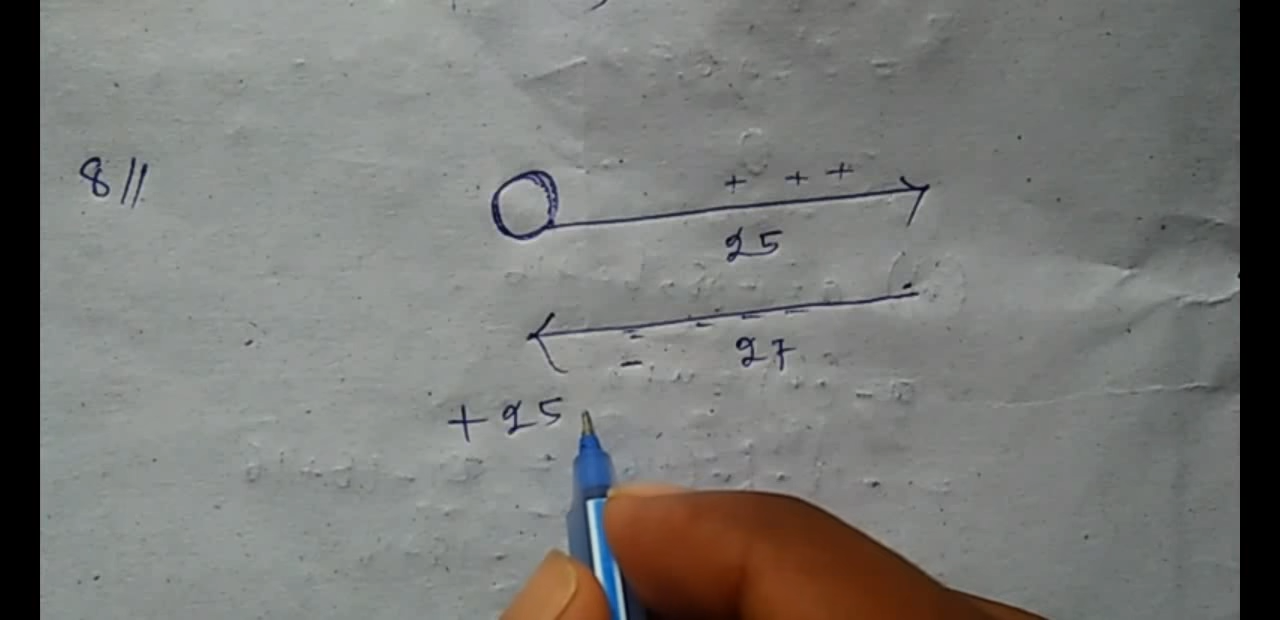 8//
+ + +
25
- - - -
- 27
+25